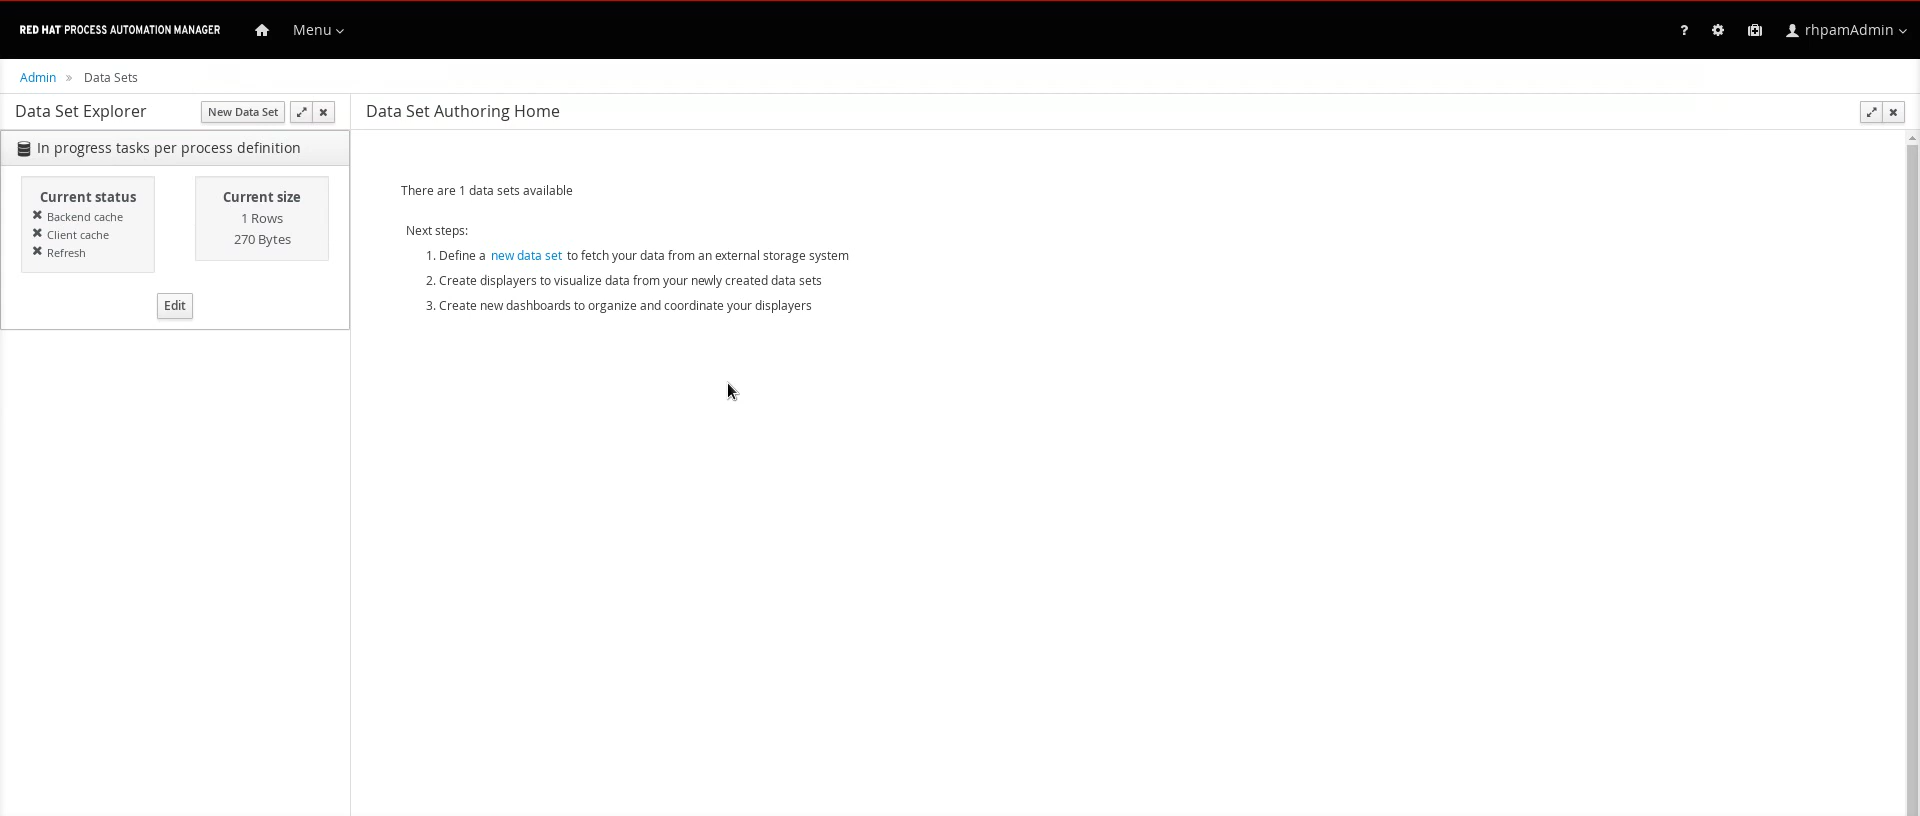 RED HAT PROCESS AUTOMATION MANAGER Menu ? rhpamAdmin
Admin » Data Sets
Data Set Explorer New Data Set
In progress tasks per process definition
Current status
Backend cache
Client cache
Refresh
Current size
1 Rows
270 Bytes
Edit
Data Set Authoring Home
There are 1 data sets available
Next steps:
1. Define a new data set to fetch your data from an external storage system
2. Create displayers to visualize data from your newly created data sets
3. Create new dashboards to organize and coordinate your displayers